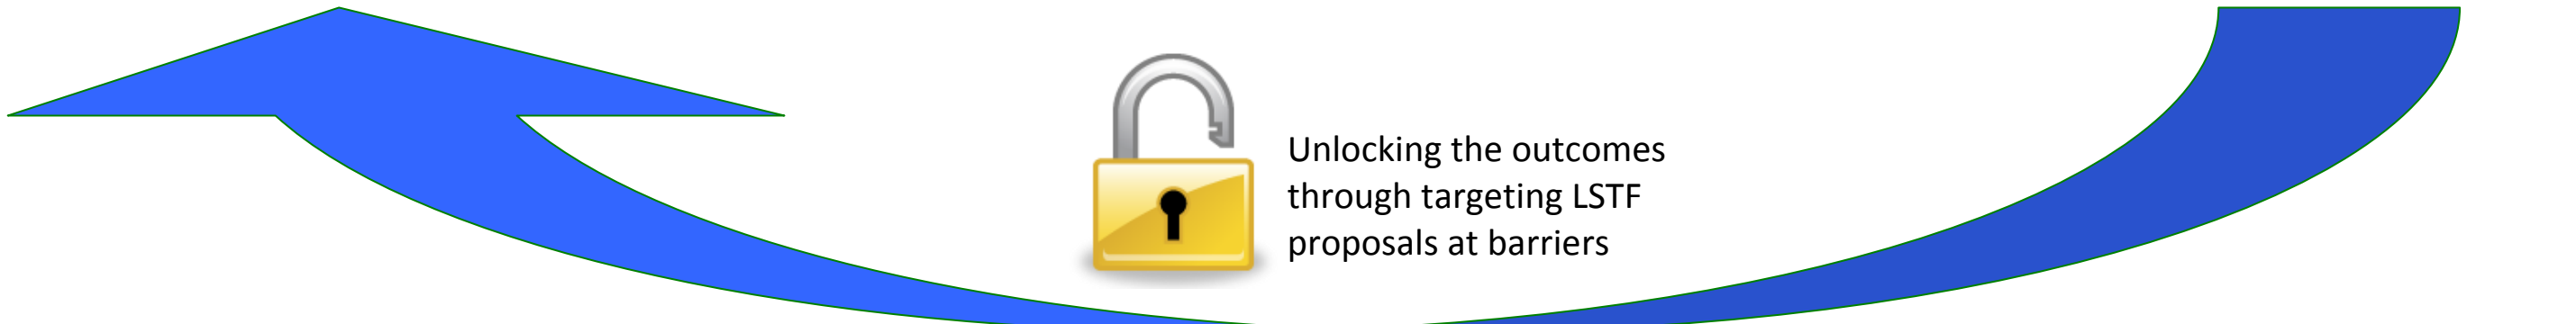 Unlocking the outcomes
through targeting LSTF
proposals at barriers